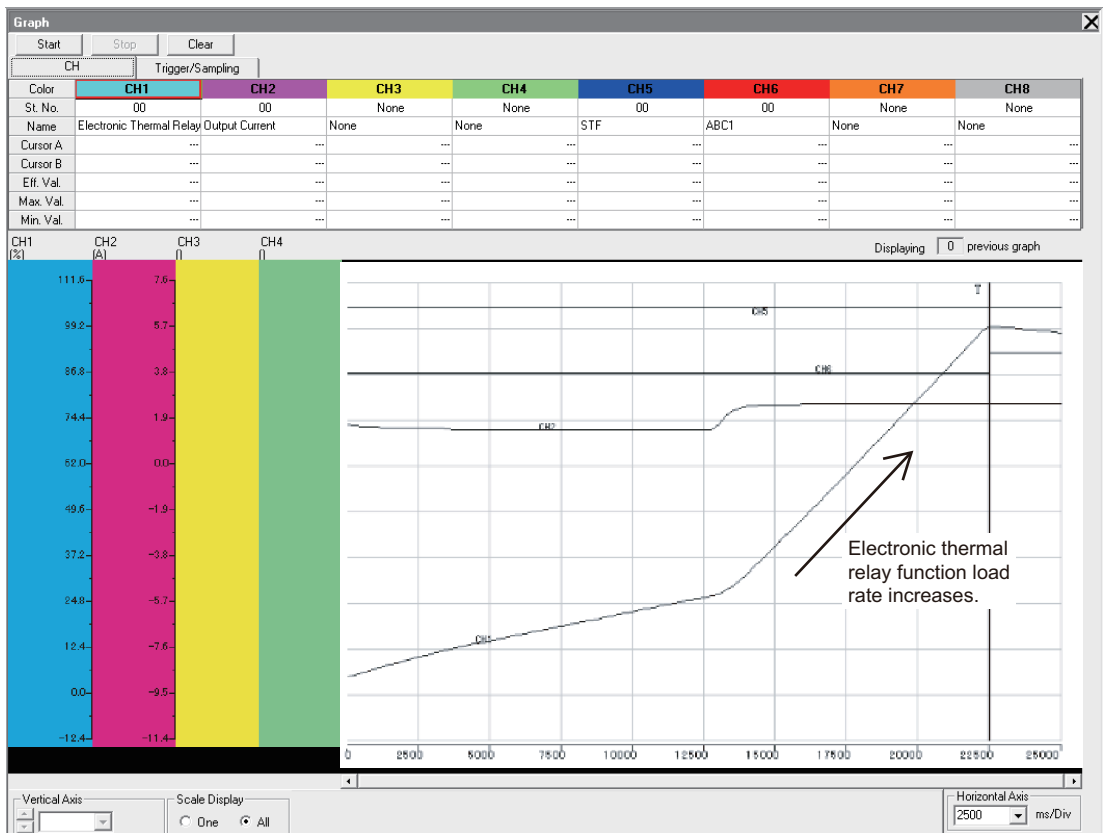 Graph
Start Stop Clear
CH Trigger/Sampling
Color CH1 CH2 CH3 CH4 CH5 CH6 CH7 CH8
St. No. 00 00 None None 00 00 None None
Name Electronic Thermal Relay Output Current None None STF ABC1 None None
Cursor A --- --- --- --- --- --- --- ---
Cursor B --- --- --- --- --- --- --- ---
Eff. Val. --- --- --- --- --- --- --- ---
Max. Val. --- --- --- --- --- --- --- ---
Min. Val. --- --- --- --- --- --- --- ---
CH1 CH2 CH3 CH4
(%) (A) () ()
Displaying 0 previous graph
111.6 7.6
99.2 5.7
86.8 3.8
74.4 1.9
62.0 0.0
49.6 -1.9
37.2 -3.8
24.8 -5.7
12.4 -7.6
0.0 -9.5
-12.4 -11.4
T
CH5
CH6
CH2
CH1
Electronic thermal
relay function load
rate increases.
0 2500 5000 7500 10000 12500 15000 17500 20000 22500 25000
Vertical Axis
Scale Display
One All
Horizontal Axis
2500 ms/Div